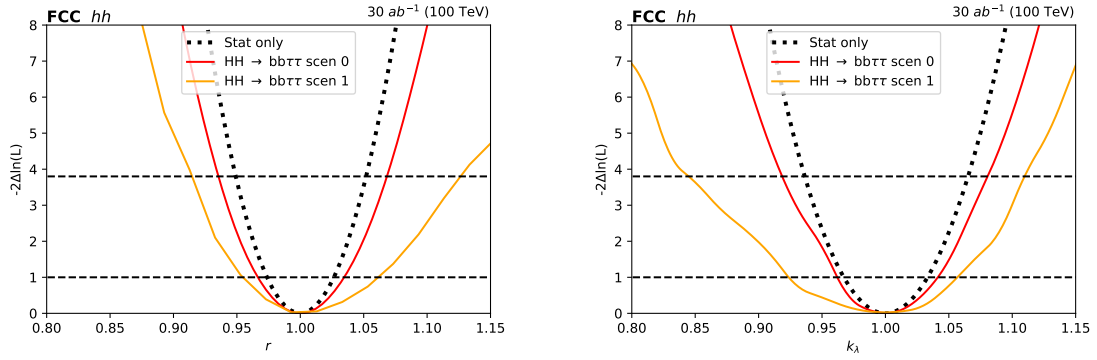 FCC hh 30 ab⁻¹ (100 TeV)
8
7
6
5
4
3
2
1
0
-2Δln(L)
Stat only
HH → bbττ scen 0
HH → bbττ scen 1
0.80 0.85 0.90 0.95 1.00 1.05 1.10 1.15
r
FCC hh 30 ab⁻¹ (100 TeV)
8
7
6
5
4
3
2
1
0
-2Δln(L)
Stat only
HH → bbττ scen 0
HH → bbττ scen 1
0.80 0.85 0.90 0.95 1.00 1.05 1.10 1.15
k_λ